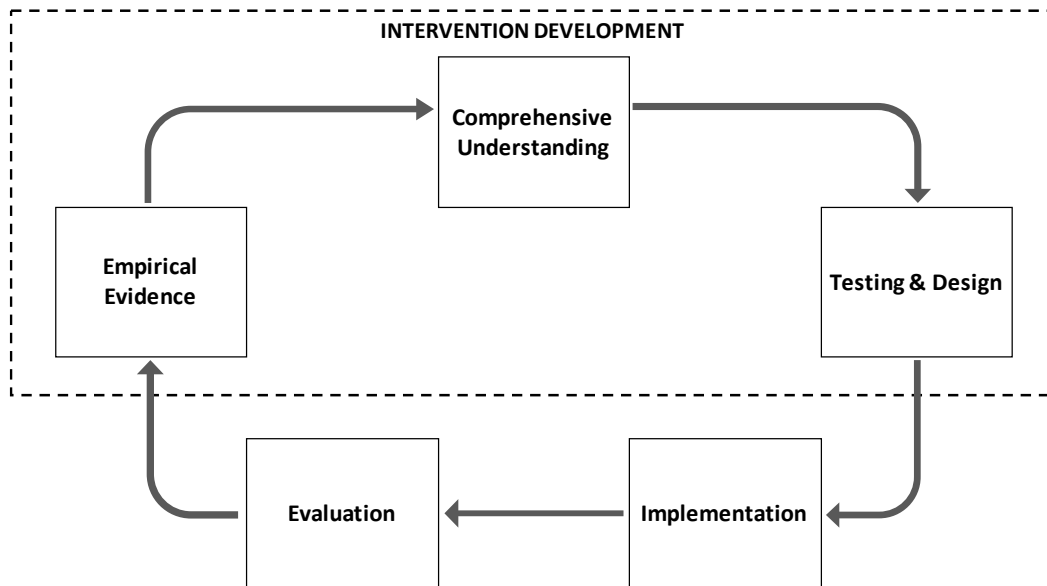 INTERVENTION DEVELOPMENT
Comprehensive
Understanding
Empirical
Evidence
Testing & Design
Evaluation
Implementation